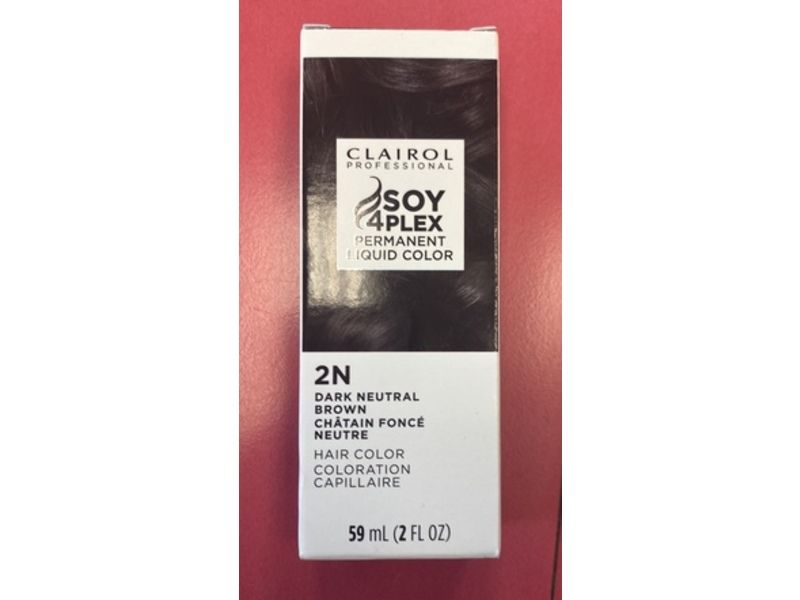 CLAIROL
PROFESSIONAL
SOY
4PLEX
PERMANENT
LIQUID COLOR
2N
DARK NEUTRAL
BROWN
CHÂTAIN FONCÉ
NEUTRE
HAIR COLOR
COLORATION
CAPILLAIRE
59 mL (2 FL OZ)